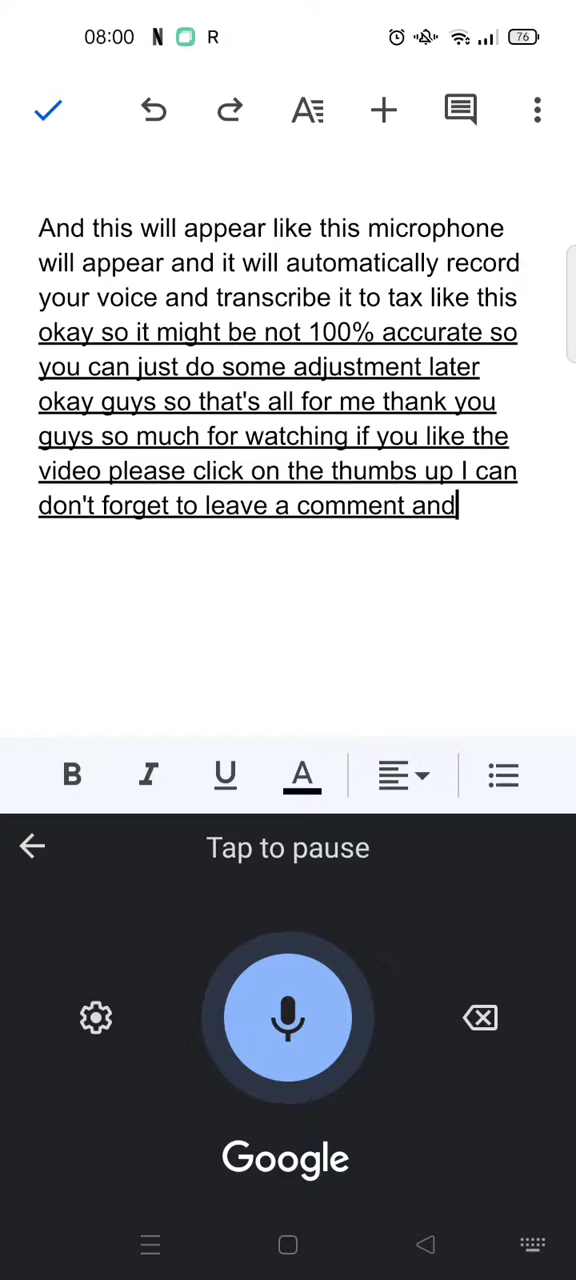 08:00 N R 76
And this will appear like this microphone
will appear and it will automatically record
your voice and transcribe it to tax like this
okay so it might be not 100% accurate so
you can just do some adjustment later
okay guys so that's all for me thank you
guys so much for watching if you like the
video please click on the thumbs up I can
don't forget to leave a comment and
B I U A
Tap to pause
Google